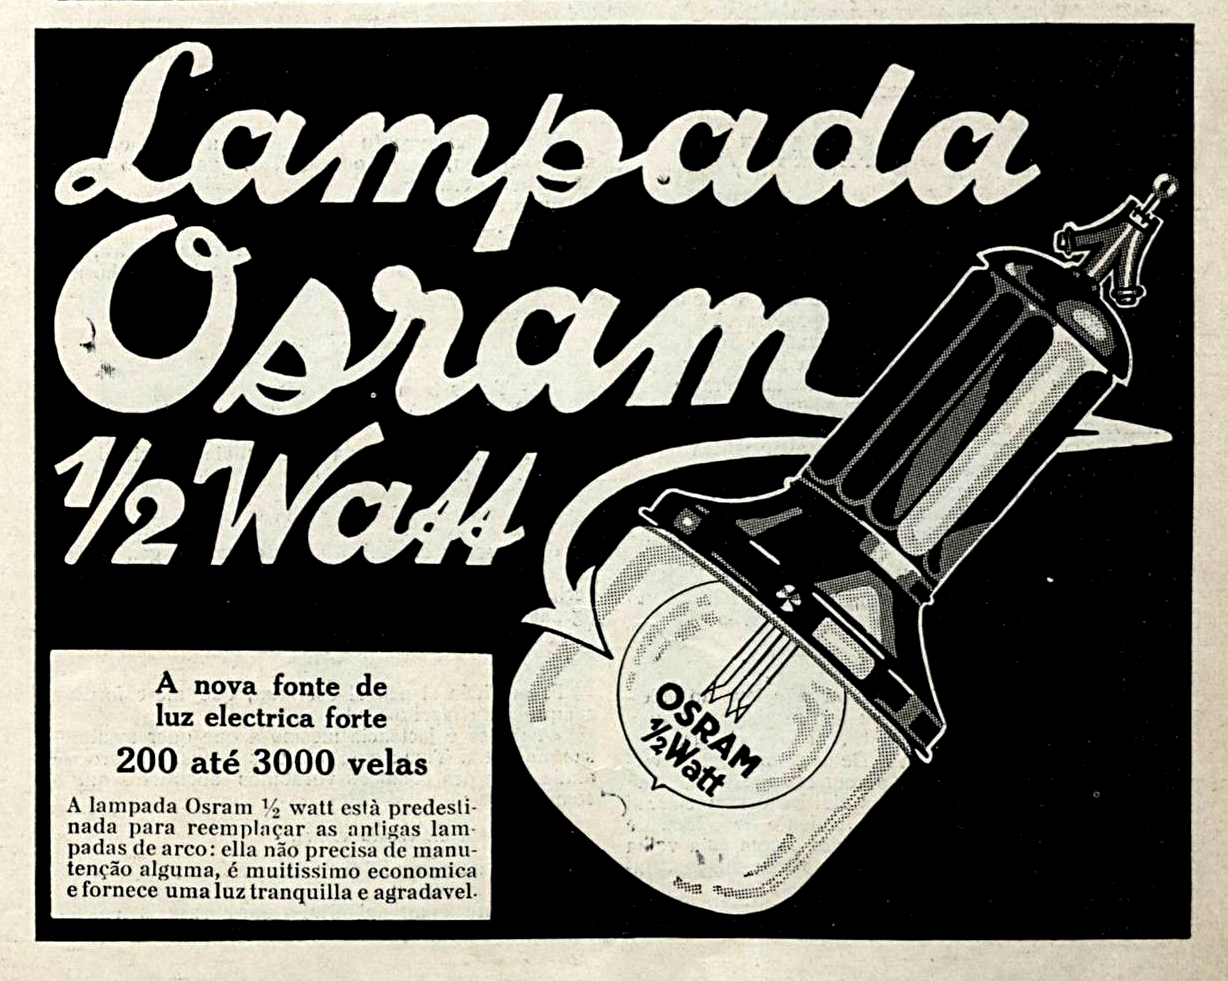 Lampada
Osram
½ Watt
OSRAM
½ Watt
A nova fonte de
luz electrica forte
200 até 3000 velas
A lampada Osram ½ watt està predesti-
nada para reemplaçar as antigas lam-
padas de arco: ella não precisa de manu-
tenção alguma, é muitissimo economica
e fornece uma luz tranquilla e agradavel.